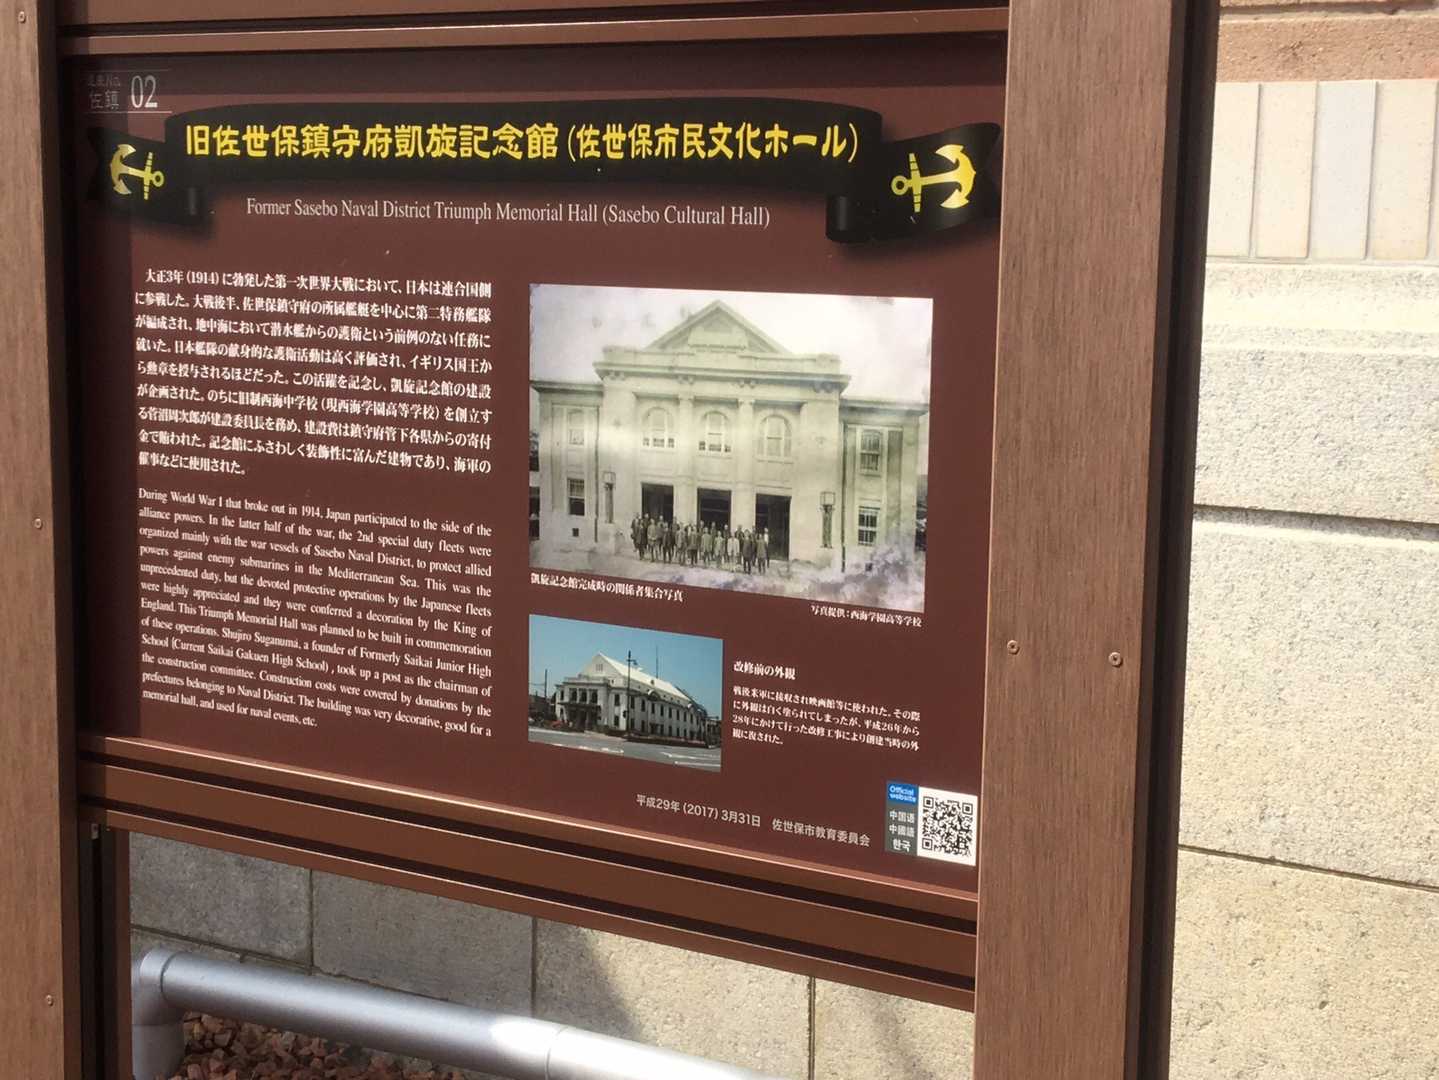 佐鎮 02
旧佐世保鎮守府凱旋記念館(佐世保市民文化ホール)
Former Sasebo Naval District Triumph Memorial Hall (Sasebo Cultural Hall)
大正3年(1914)に勃発した第一次世界大戦において、日本は連合国側
に参戦した。大戦後半、佐世保鎮守府の所属艦艇を中心に第二特務艦隊
が編成され、地中海において潜水艦からの護衛という前例のない任務に
就いた。日本艦隊の献身的な護衛活動は高く評価され、イギリス国王か
ら勲章を授与されるほどだった。この活躍を記念し、凱旋記念館の建設
が企画された。のちに旧制西海中学校(現西海学園高等学校)を創立す
る菅沼周次郎が建設委員長を務め、建設費は鎮守府管下各県からの寄付
金で賄われた。記念館にふさわしく装飾性に富んだ建物であり、海軍の
催事などに使用された。
During World War I that broke out in 1914, Japan participated to the side of the
alliance powers. In the latter half of the war, the 2nd special duty fleets were
organized mainly with the war vessels of Sasebo Naval District, to protect allied
powers against enemy submarines in the Mediterranean Sea. This was the
unprecedented duty, but the devoted protective operations by the Japanese fleets
were highly appreciated and they were conferred a decoration by the King of
England. This Triumph Memorial Hall was planned to be built in commemoration
of these operations. Shujiro Suganuma, a founder of Formerly Saikai Junior High
School (Current Saikai Gakuen High School) , took up a post as the chairman of
the construction committee. Construction costs were covered by donations by the
prefectures belonging to Naval District. The building was very decorative, good for a
memorial hall, and used for naval events, etc.
凱旋記念館完成時の関係者集合写真
写真提供:西海学園高等学校
改修前の外観
戦後米軍に接収され映画館等に使われた。その際
に外観は白く塗られてしまったが、平成26年から
28年にかけて行った改修工事により創建当時の外
観に復された。
平成29年(2017)3月31日 佐世保市教育委員会
Official
website
中国语
中國語
한국